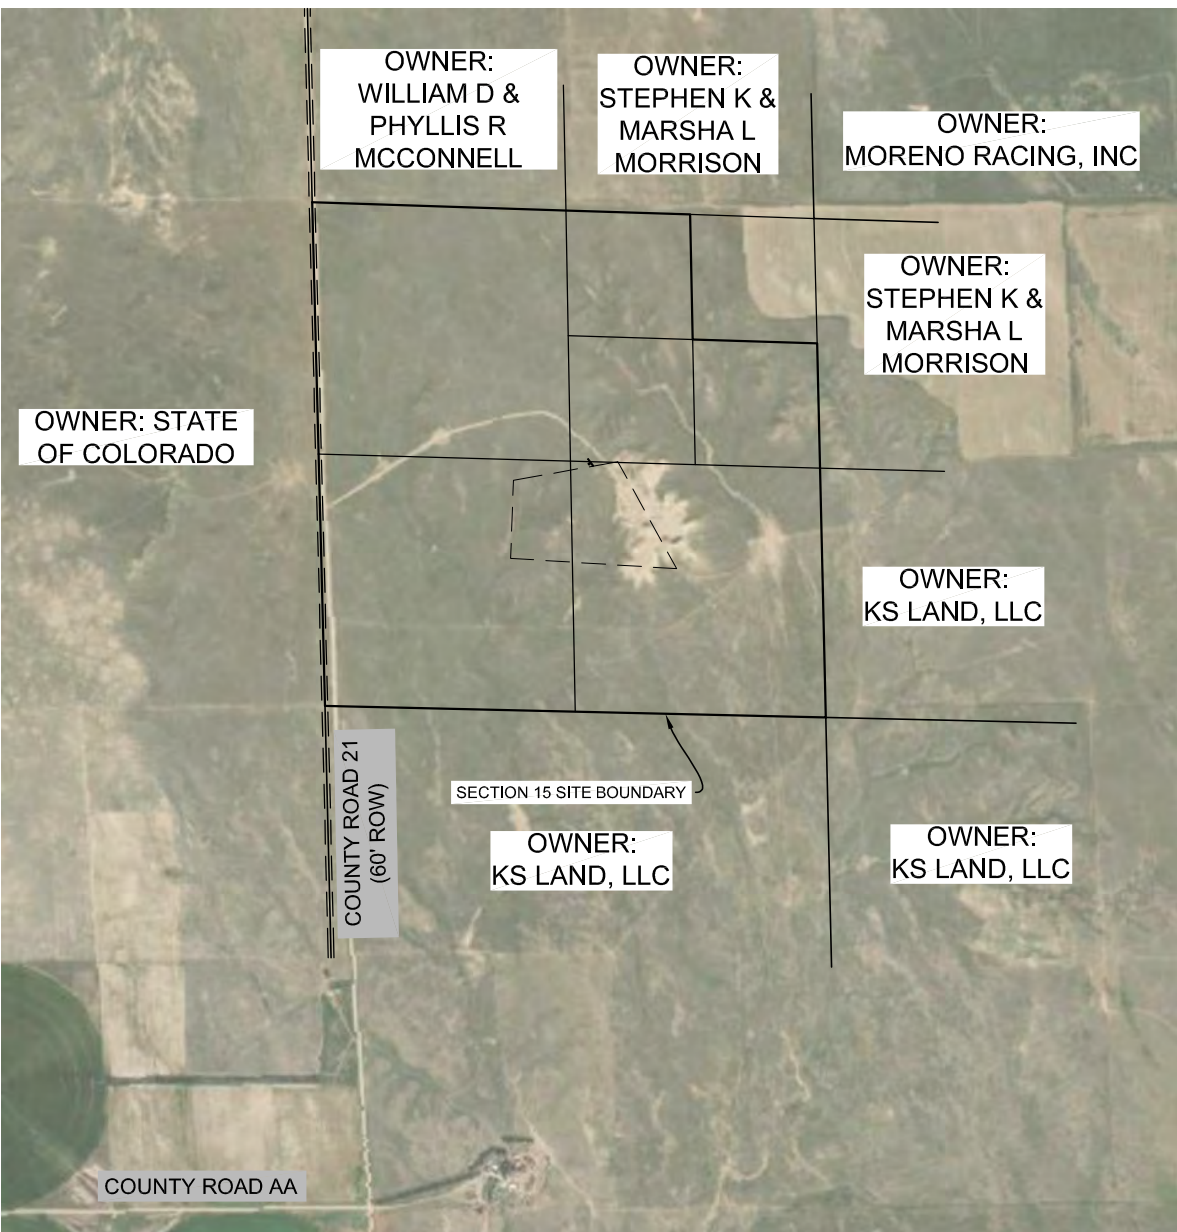 OWNER:
WILLIAM D &
PHYLLIS R
MCCONNELL
OWNER:
STEPHEN K &
MARSHA L
MORRISON
OWNER:
MORENO RACING, INC
OWNER:
STEPHEN K &
MARSHA L
MORRISON
OWNER: STATE
OF COLORADO
OWNER:
KS LAND, LLC
COUNTY ROAD 21
(60' ROW)
SECTION 15 SITE BOUNDARY
OWNER:
KS LAND, LLC
OWNER:
KS LAND, LLC
COUNTY ROAD AA